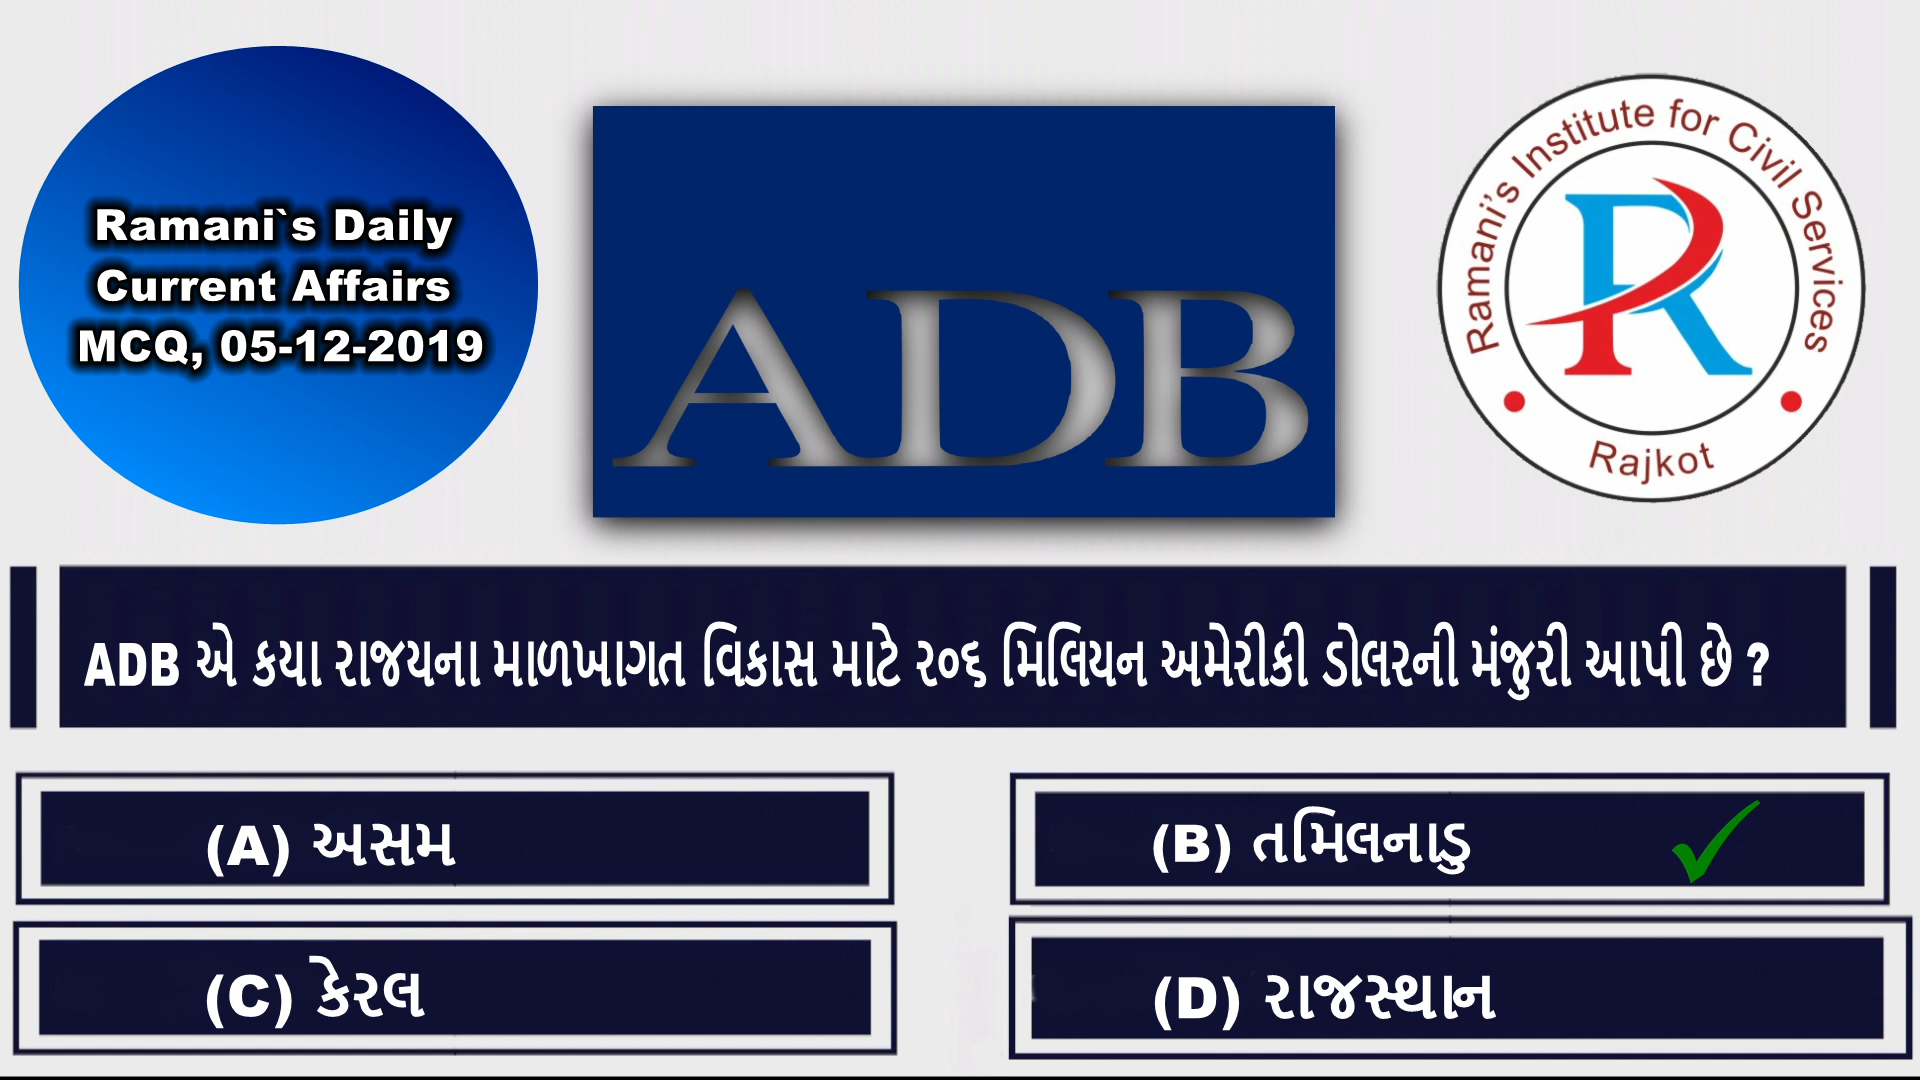 Ramani`s Daily
Current Affairs
MCQ, 05-12-2019
ADB
Ramani's Institute for Civil Services
R
Rajkot
ADB એ કયા રાજયના માળખાગત વિકાસ માટે ૨૦૬ મિલિયન અમેરીકી ડોલરની મંજુરી આપી છે ?
(A) અસમ
(B) તમિલનાડુ
(C) કેરલ
(D) રાજસ્થાન